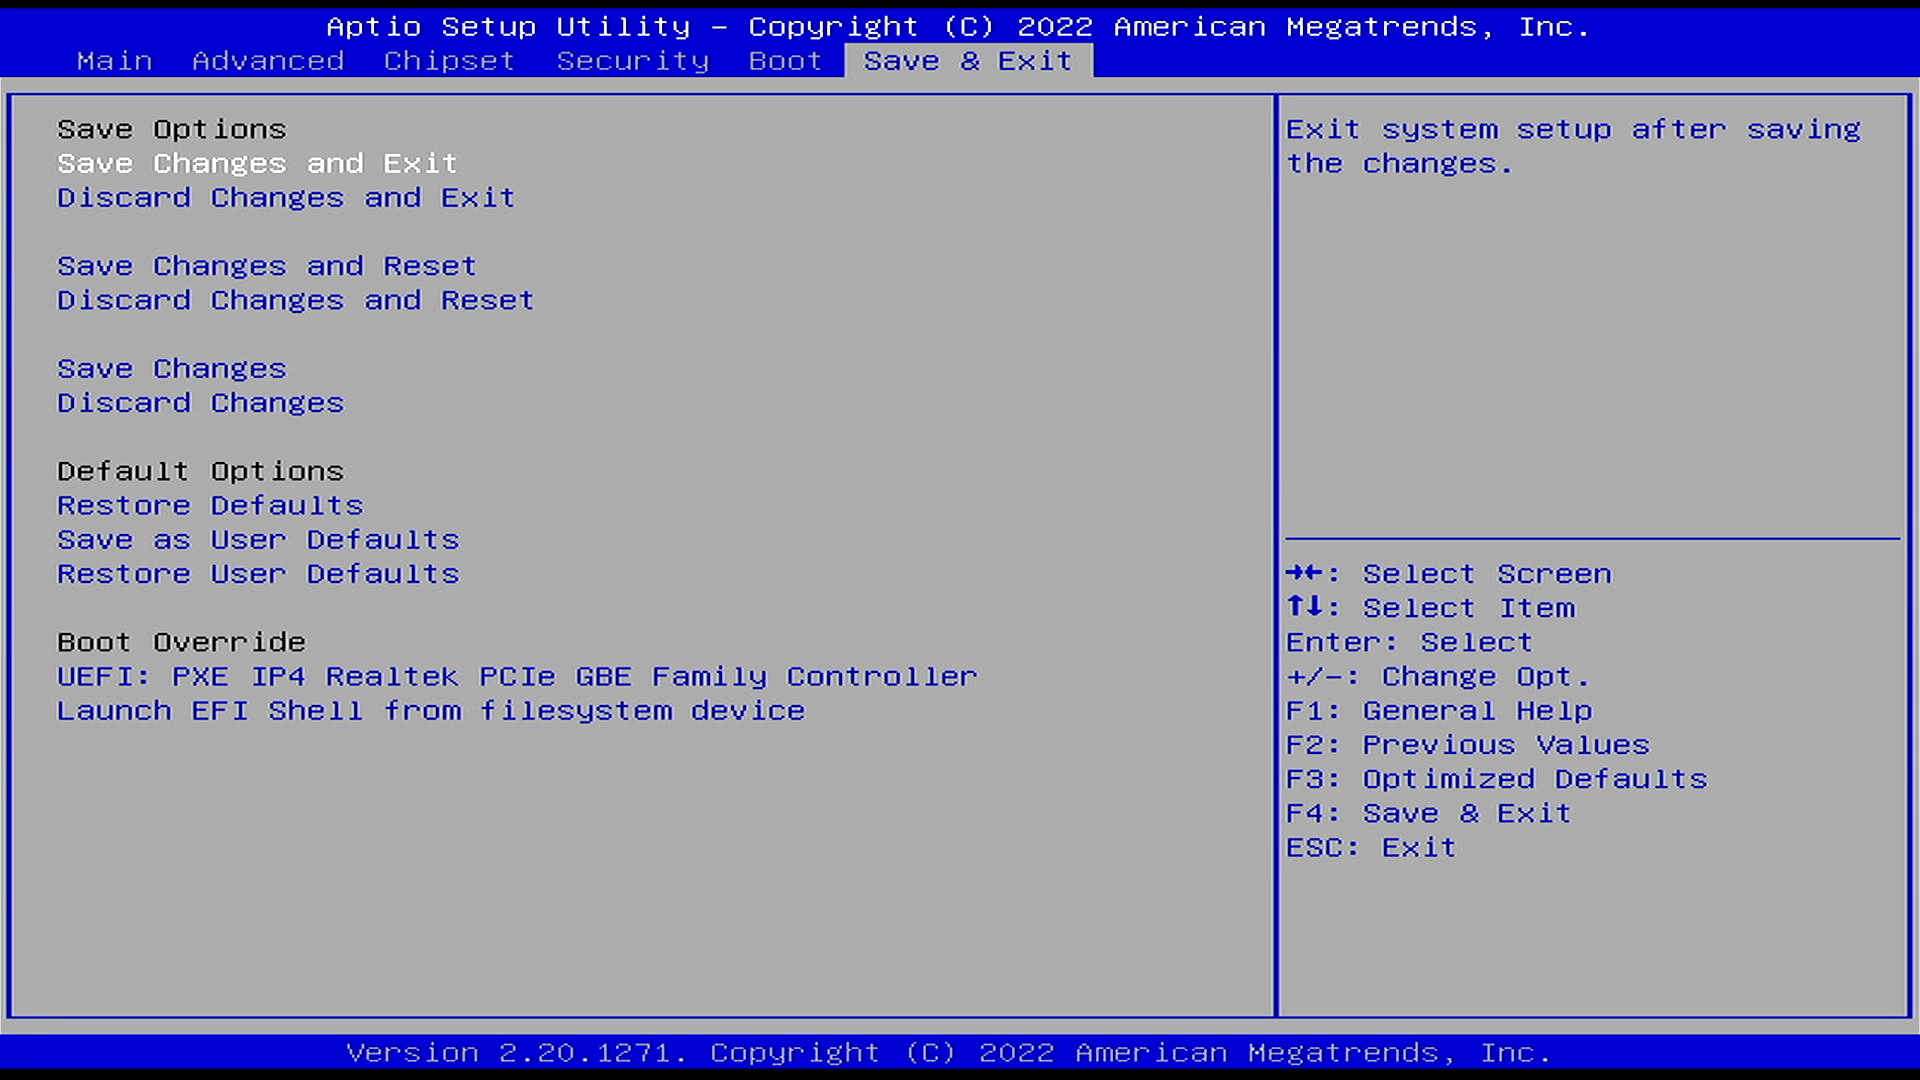 Aptio Setup Utility – Copyright (C) 2022 American Megatrends, Inc.
Main Advanced Chipset Security Boot Save & Exit
Save Options
Save Changes and Exit
Discard Changes and Exit
Save Changes and Reset
Discard Changes and Reset
Save Changes
Discard Changes
Default Options
Restore Defaults
Save as User Defaults
Restore User Defaults
Boot Override
UEFI: PXE IP4 Realtek PCIe GBE Family Controller
Launch EFI Shell from filesystem device
Exit system setup after saving
the changes.
→←: Select Screen
↑↓: Select Item
Enter: Select
+/-: Change Opt.
F1: General Help
F2: Previous Values
F3: Optimized Defaults
F4: Save & Exit
ESC: Exit
Version 2.20.1271. Copyright (C) 2022 American Megatrends, Inc.